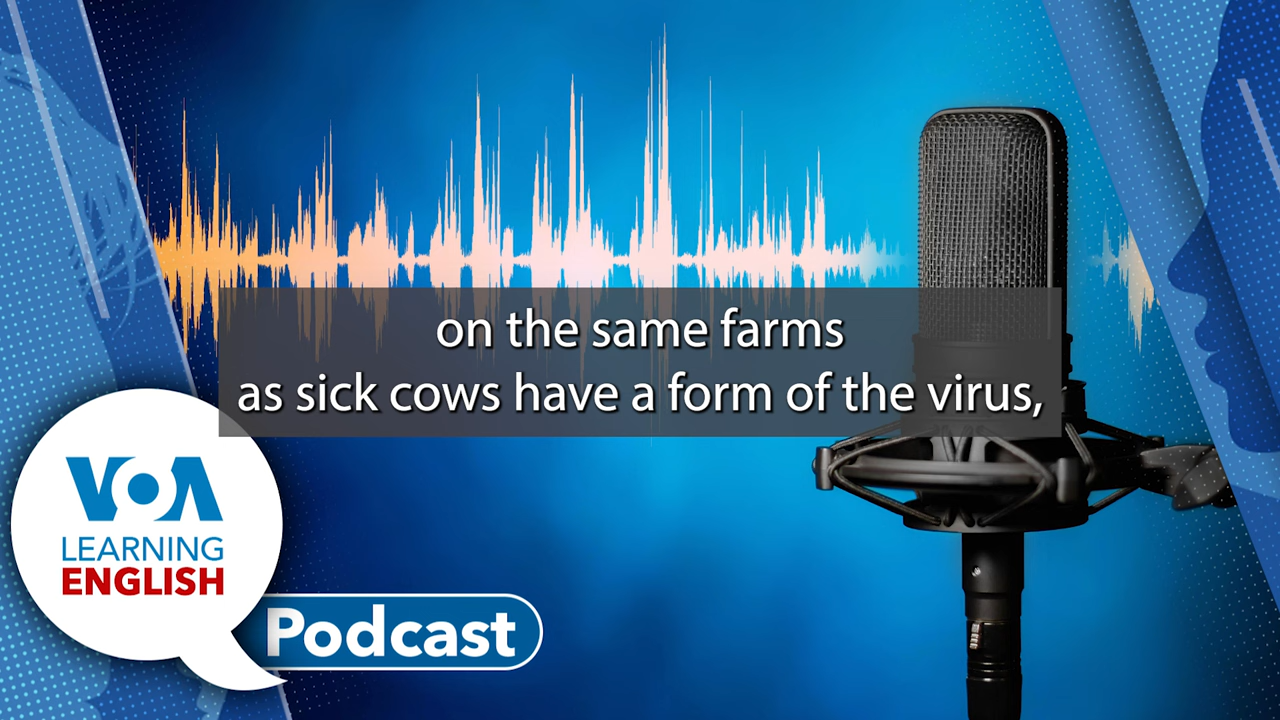 on the same farms
as sick cows have a form of the virus,
VOA
LEARNING
ENGLISH
Podcast